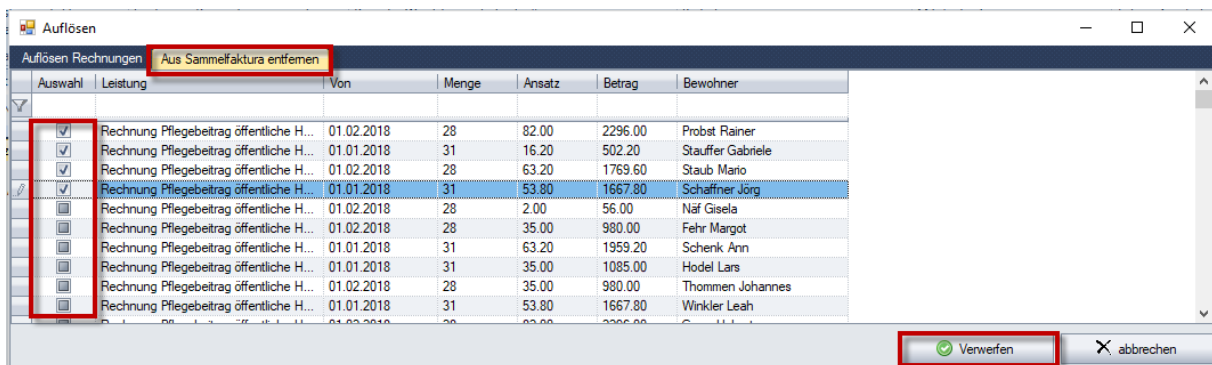 Auflösen
Auflösen Rechnungen Aus Sammelfaktura entfernen
Auswahl Leistung Von Menge Ansatz Betrag Bewohner
Rechnung Pflegebeitrag öffentliche H... 01.02.2018 28 82.00 2296.00 Probst Rainer
Rechnung Pflegebeitrag öffentliche H... 01.01.2018 31 16.20 502.20 Stauffer Gabriele
Rechnung Pflegebeitrag öffentliche H... 01.02.2018 28 63.20 1769.60 Staub Mario
Rechnung Pflegebeitrag öffentliche H... 01.01.2018 31 53.80 1667.80 Schaffner Jörg
Rechnung Pflegebeitrag öffentliche H... 01.02.2018 28 2.00 56.00 Näf Gisela
Rechnung Pflegebeitrag öffentliche H... 01.02.2018 28 35.00 980.00 Fehr Margot
Rechnung Pflegebeitrag öffentliche H... 01.01.2018 31 63.20 1959.20 Schenk Ann
Rechnung Pflegebeitrag öffentliche H... 01.01.2018 31 35.00 1085.00 Hodel Lars
Rechnung Pflegebeitrag öffentliche H... 01.02.2018 28 35.00 980.00 Thommen Johannes
Rechnung Pflegebeitrag öffentliche H... 01.01.2018 31 53.80 1667.80 Winkler Leah
Verwerfen abbrechen